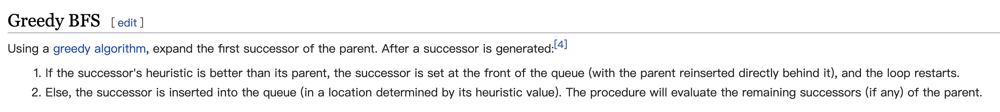 Greedy BFS [ edit ]
Using a greedy algorithm, expand the first successor of the parent. After a successor is generated:[4]
1. If the successor's heuristic is better than its parent, the successor is set at the front of the queue (with the parent reinserted directly behind it), and the loop restarts.
2. Else, the successor is inserted into the queue (in a location determined by its heuristic value). The procedure will evaluate the remaining successors (if any) of the parent.